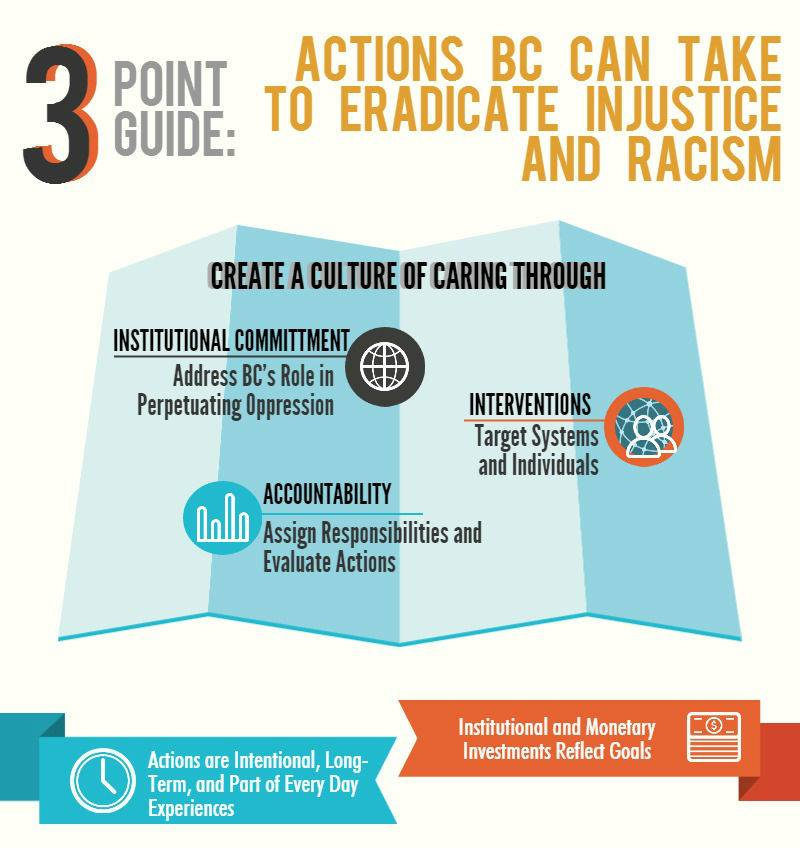 3 POINT
GUIDE:
ACTIONS BC CAN TAKE
TO ERADICATE INJUSTICE
AND RACISM
CREATE A CULTURE OF CARING THROUGH
INSTITUTIONAL COMMITTMENT
Address BC's Role in
Perpetuating Oppression
INTERVENTIONS
Target Systems
and Individuals
ACCOUNTABILITY
Assign Responsibilities and
Evaluate Actions
Actions are Intentional, Long-
Term, and Part of Every Day
Experiences
Institutional and Monetary
Investments Reflect Goals
$